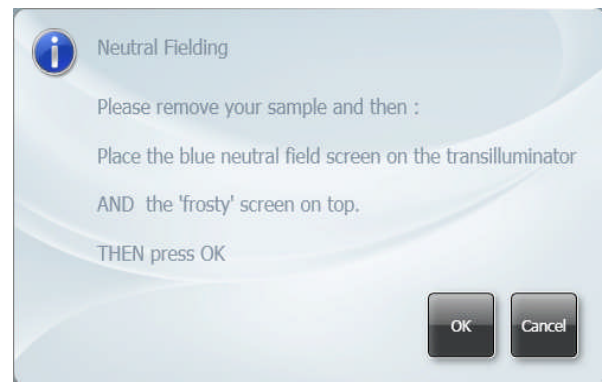 Neutral Fielding
Please remove your sample and then :
Place the blue neutral field screen on the transilluminator
AND the 'frosty' screen on top.
THEN press OK
OK Cancel